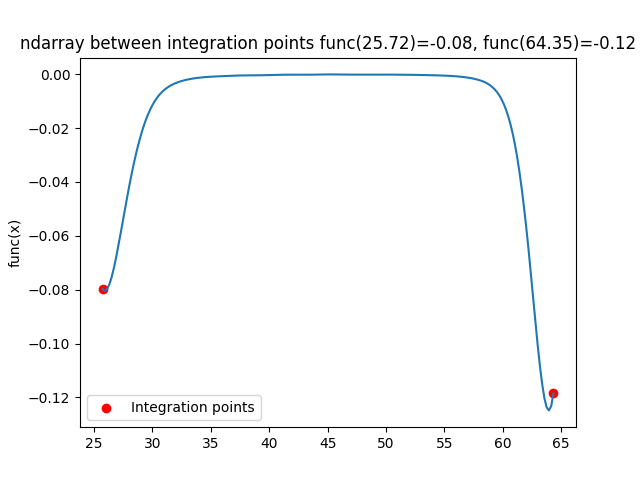 ndarray between integration points func(25.72)=-0.08, func(64.35)=-0.12
0.00
−0.02
−0.04
−0.06
−0.08
−0.10
−0.12
func(x)
Integration points
25 30 35 40 45 50 55 60 65